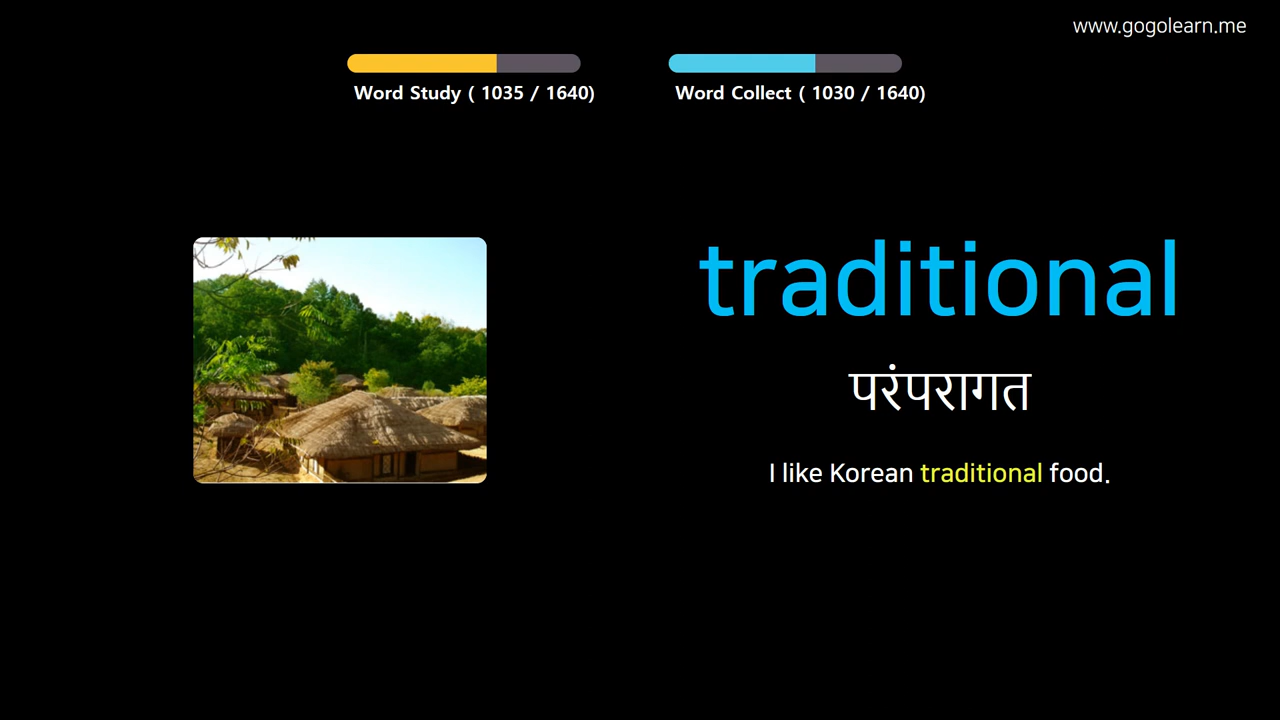 www.gogolearn.me
Word Study ( 1035 / 1640)
Word Collect ( 1030 / 1640)
traditional
परंपरागत
I like Korean traditional food.